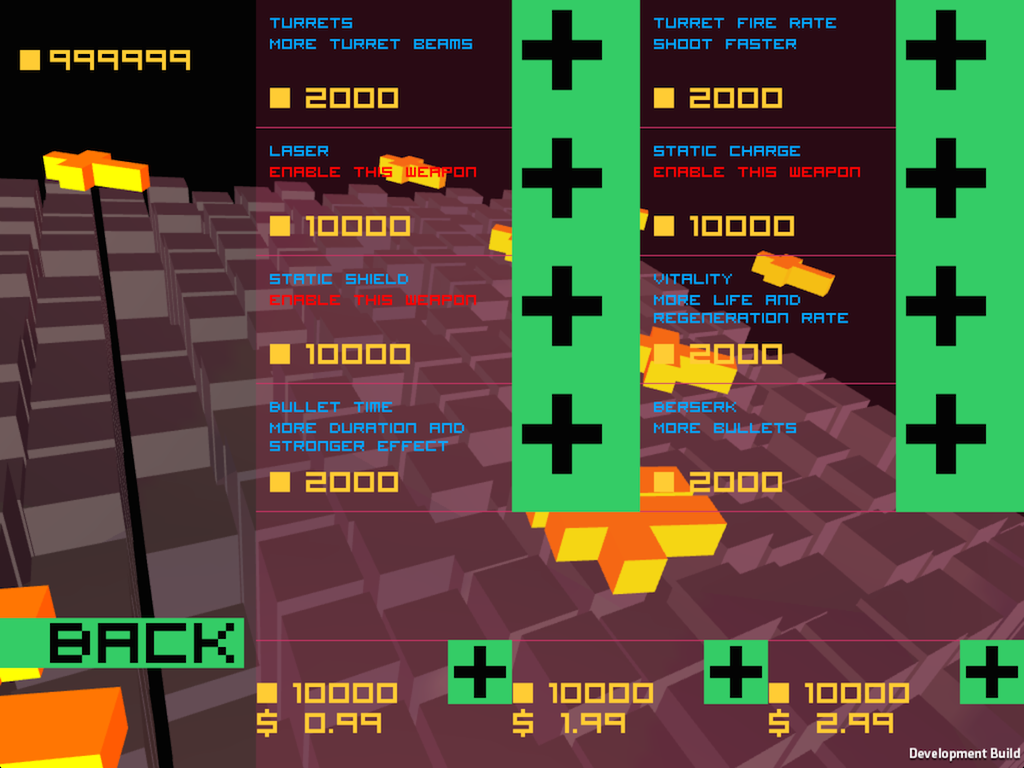 999999
TURRETS
MORE TURRET BEAMS
2000
TURRET FIRE RATE
SHOOT FASTER
2000
LASER
ENABLE THIS WEAPON
10000
STATIC CHARGE
ENABLE THIS WEAPON
10000
STATIC SHIELD
ENABLE THIS WEAPON
10000
VITALITY
MORE LIFE AND
REGENERATION RATE
2000
BULLET TIME
MORE DURATION AND
STRONGER EFFECT
2000
BERSERK
MORE BULLETS
2000
BACK
10000
$ 0.99
10000
$ 1.99
10000
$ 2.99
Development Build